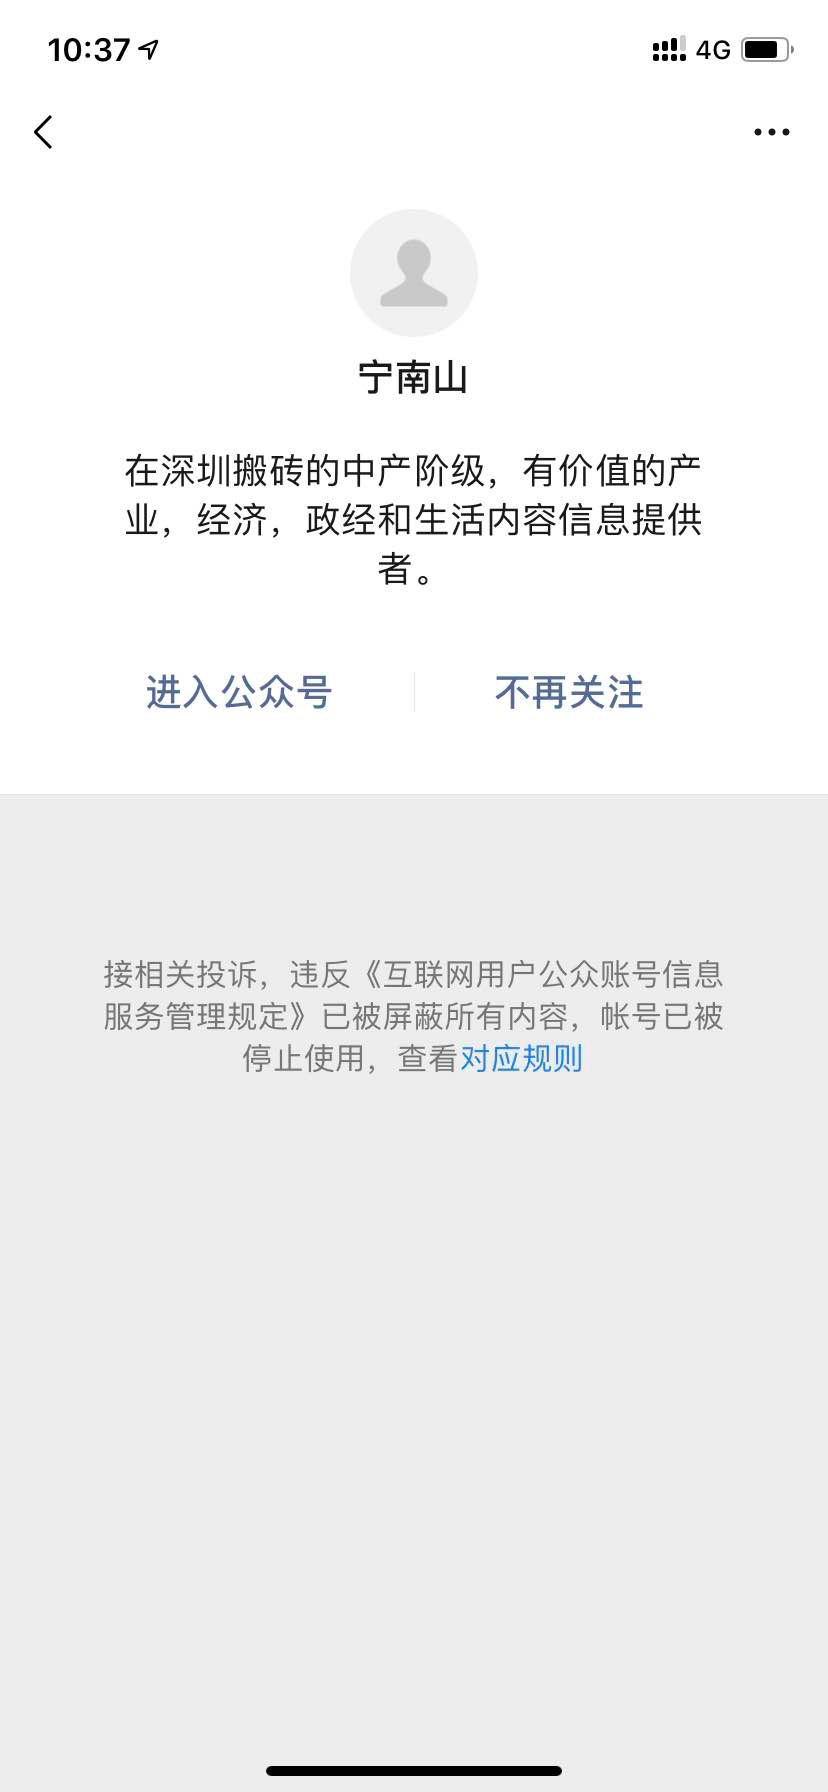 10:37
4G
宁南山
在深圳搬砖的中产阶级，有价值的产
业，经济，政经和生活内容信息提供
者。
进入公众号 不再关注
接相关投诉，违反《互联网用户公众账号信息
服务管理规定》已被屏蔽所有内容，帐号已被
停止使用，查看对应规则